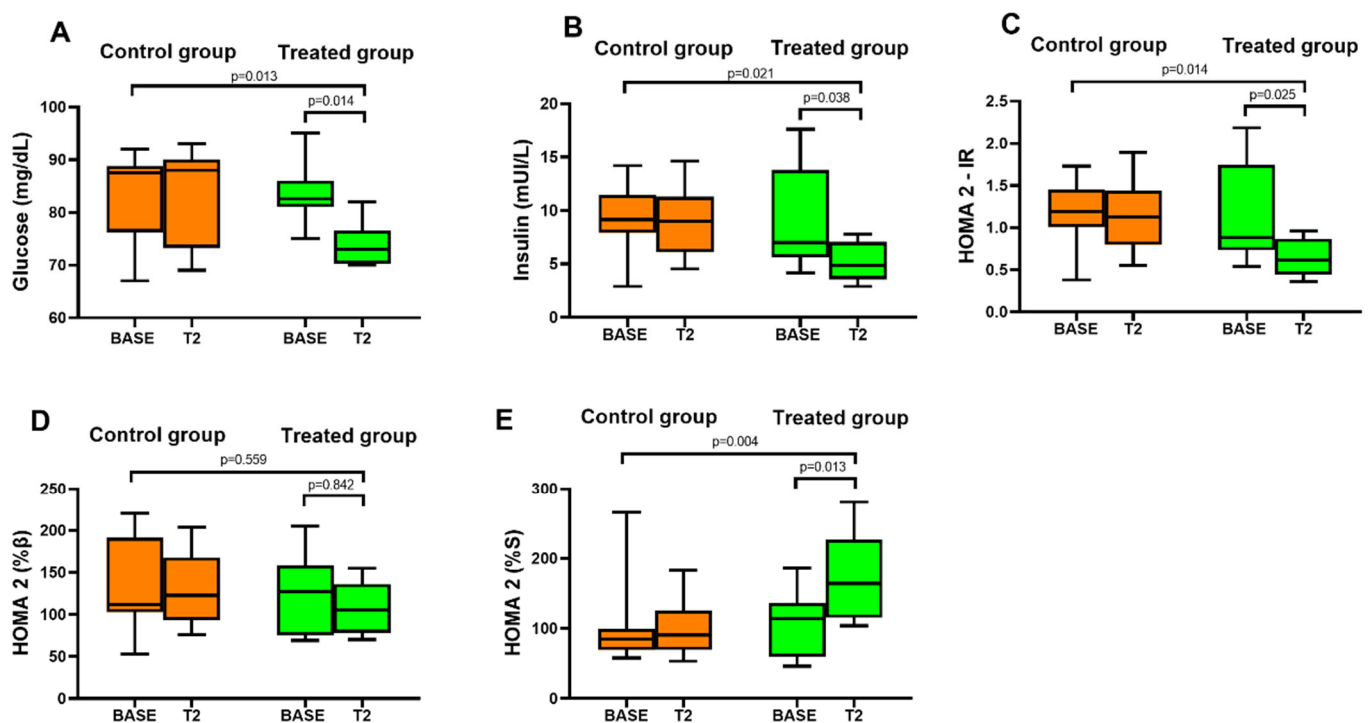 A
Control group Treated group
p=0.013
p=0.014
Glucose (mg/dL)
100
90
80
70
60
BASE T2 BASE T2
B
Control group Treated group
p=0.021
p=0.038
Insulin (mUI/L)
20
15
10
5
0
BASE T2 BASE T2
C
Control group Treated group
p=0.014
p=0.025
HOMA 2 - IR
2.5
2.0
1.5
1.0
0.5
0.0
BASE T2 BASE T2
D
Control group Treated group
p=0.559
p=0.842
HOMA 2 (%β)
250
200
150
100
50
0
BASE T2 BASE T2
E
Control group Treated group
p=0.004
p=0.013
HOMA 2 (%S)
300
200
100
0
BASE T2 BASE T2